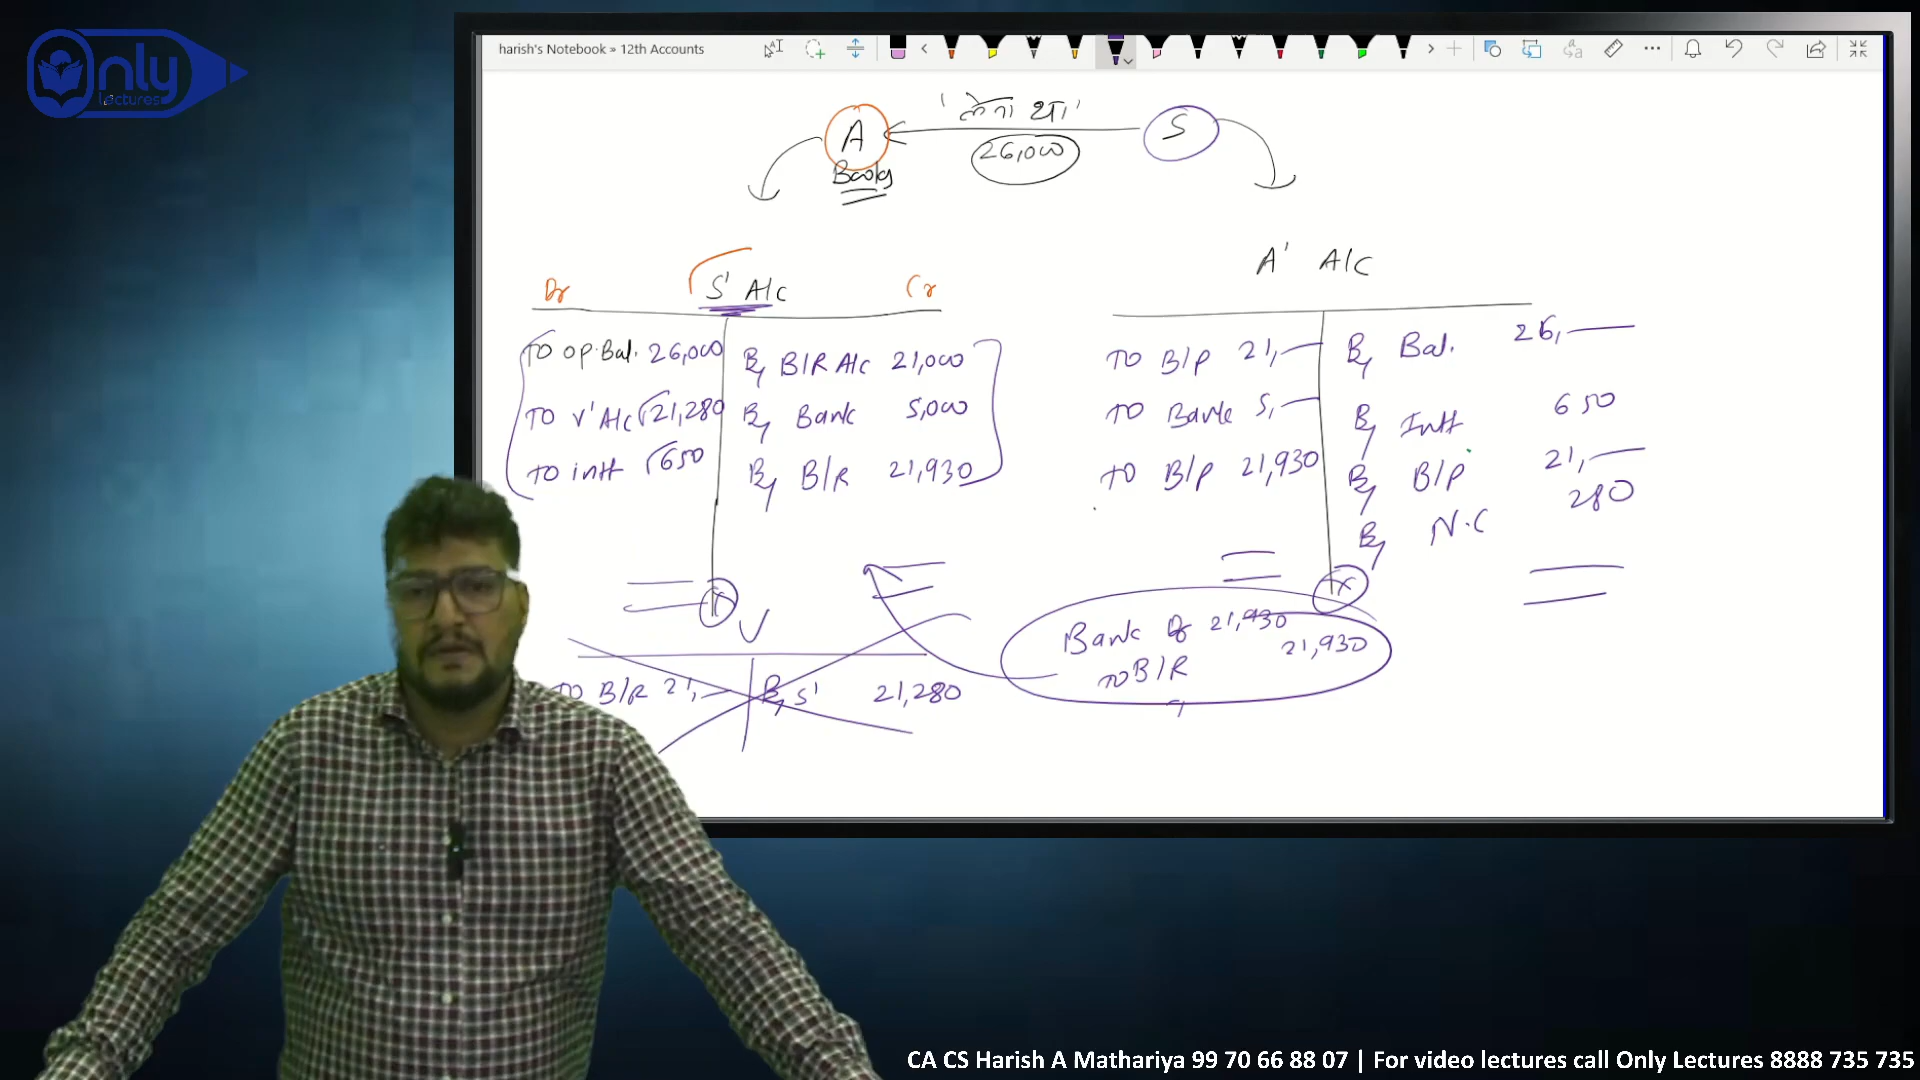 Only
Lectures
harish's Notebook » 12th Accounts
'लेना था'
A
S
26,000
Books
A' A/c
Dr S' A/c Cr
To op. Bal. 26,000 By B/R A/c 21,000
To V' A/c 21,280 By Bank 5,000
To intt 650 By B/R 21,930
To B/P 21,— By Bal. 26,—
To Bank 5,— By Intt 650
To B/P 21,930 By B/P 21,—
By N.C 280
V
To B/R 21,— By S' 21,280
Bank Dr 21,930
To B/R 21,930
CA CS Harish A Mathariya 99 70 66 88 07 | For video lectures call Only Lectures 8888 735 735